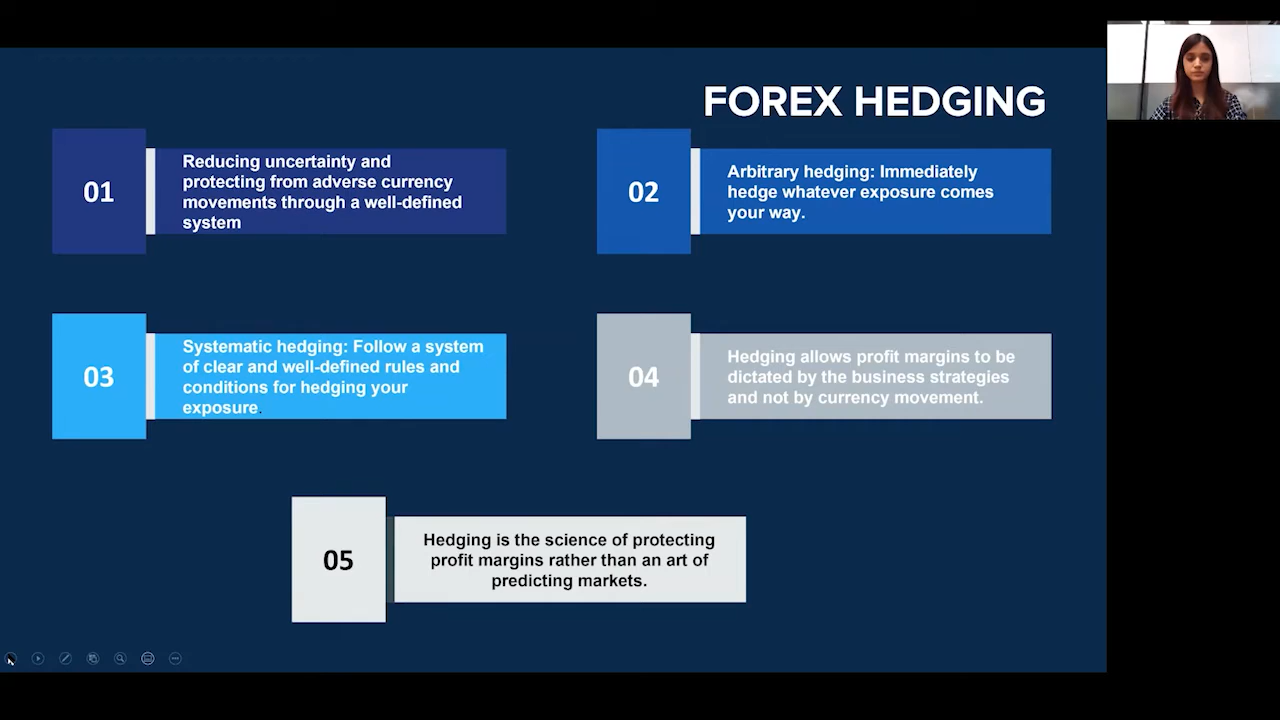 FOREX HEDGING
01
Reducing uncertainty and
protecting from adverse currency
movements through a well-defined
system
02
Arbitrary hedging: Immediately
hedge whatever exposure comes
your way.
03
Systematic hedging: Follow a system
of clear and well-defined rules and
conditions for hedging your
exposure.
04
Hedging allows profit margins to be
dictated by the business strategies
and not by currency movement.
05
Hedging is the science of protecting
profit margins rather than an art of
predicting markets.